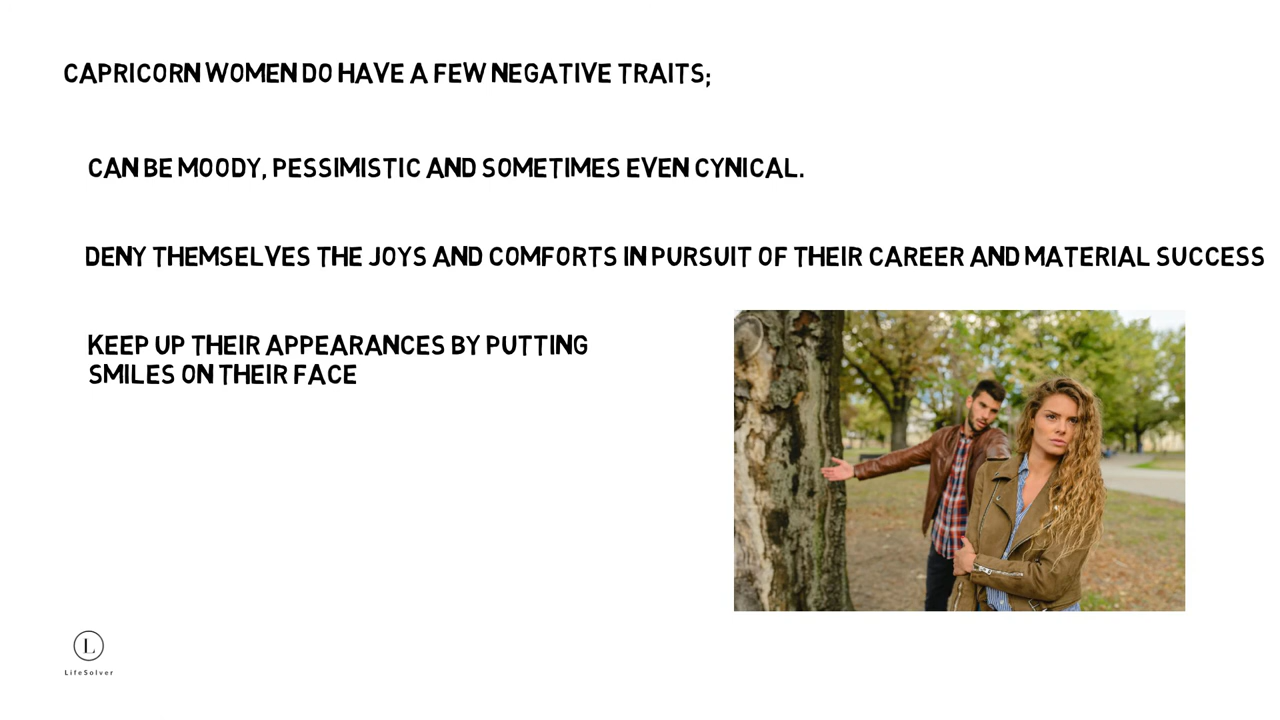 CAPRICORN WOMEN DO HAVE A FEW NEGATIVE TRAITS;
CAN BE MOODY, PESSIMISTIC AND SOMETIMES EVEN CYNICAL.
DENY THEMSELVES THE JOYS AND COMFORTS IN PURSUIT OF THEIR CAREER AND MATERIAL SUCCESS
KEEP UP THEIR APPEARANCES BY PUTTING
SMILES ON THEIR FACE
L
LifeSolver